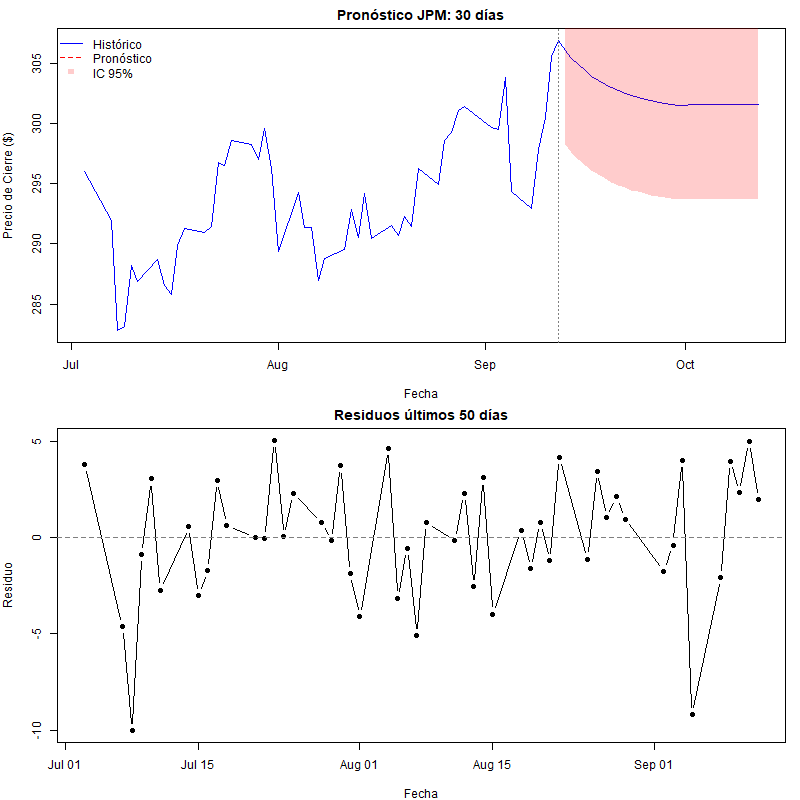 Pronóstico JPM: 30 días
Histórico
Pronóstico
IC 95%
Precio de Cierre ($)
305
300
295
290
285
Jul
Aug
Sep
Oct
Fecha
Residuos últimos 50 días
Residuo
5
0
-5
-10
Jul 01
Jul 15
Aug 01
Aug 15
Sep 01
Fecha